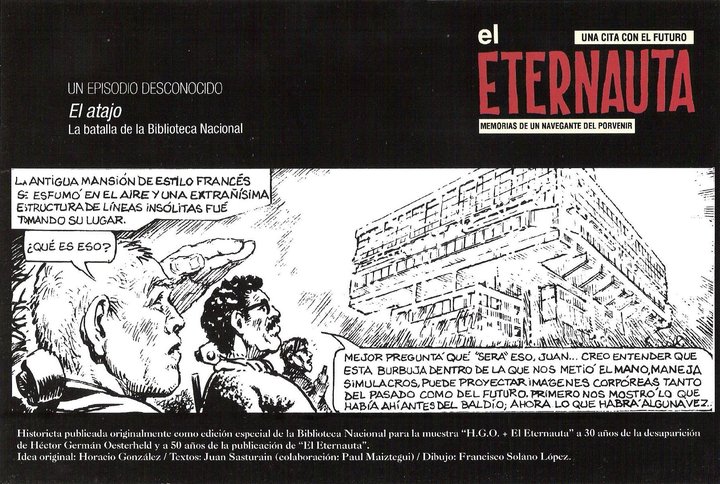 UN EPISODIO DESCONOCIDO
El atajo
La batalla de la Biblioteca Nacional
el
UNA CITA CON EL FUTURO
ETERNAUTA
MEMORIAS DE UN NAVEGANTE DEL PORVENIR
LA ANTIGUA MANSIÓN DE ESTILO FRANCÉS
SE ESFUMÓ EN EL AIRE Y UNA EXTRAÑÍSIMA
ESTRUCTURA DE LÍNEAS INSÓLITAS FUÉ
TOMANDO SU LUGAR.
¿QUÉ ES ESO?
MEJOR PREGUNTÁ QUÉ "SERÁ" ESO, JUAN... CREO ENTENDER QUE
ESTA BURBUJA DENTRO DE LA QUE NOS METIÓ EL MANO, MANEJA
SIMULACROS, PUEDE PROYECTAR IMÁGENES CORPÓREAS TANTO
DEL PASADO COMO DEL FUTURO. PRIMERO NOS MOSTRÓ LO QUE
HABÍA AHÍ ANTES DEL BALDÍO; AHORA LO QUE HABRÁ ALGUNA VEZ.
Historieta publicada originalmente como edición especial de la Biblioteca Nacional para la muestra “H.G.O. + El Eternauta” a 30 años de la desaparición
de Héctor Germán Oesterheld y a 50 años de la publicación de “El Eternauta”.
Idea original: Horacio González / Textos: Juan Sasturain (colaboración: Paul Maiztegui) / Dibujo: Francisco Solano López.